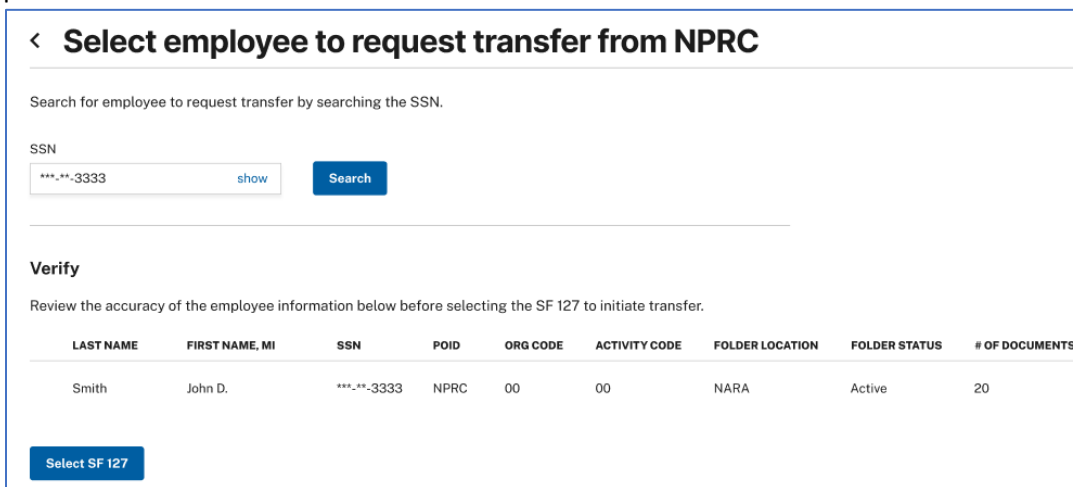 < Select employee to request transfer from NPRC
Search for employee to request transfer by searching the SSN.
SSN
***-**-3333 show Search
Verify
Review the accuracy of the employee information below before selecting the SF 127 to initiate transfer.
LAST NAME FIRST NAME, MI SSN POID ORG CODE ACTIVITY CODE FOLDER LOCATION FOLDER STATUS # OF DOCUMENTS
Smith John D. ***-**-3333 NPRC 00 00 NARA Active 20
Select SF 127